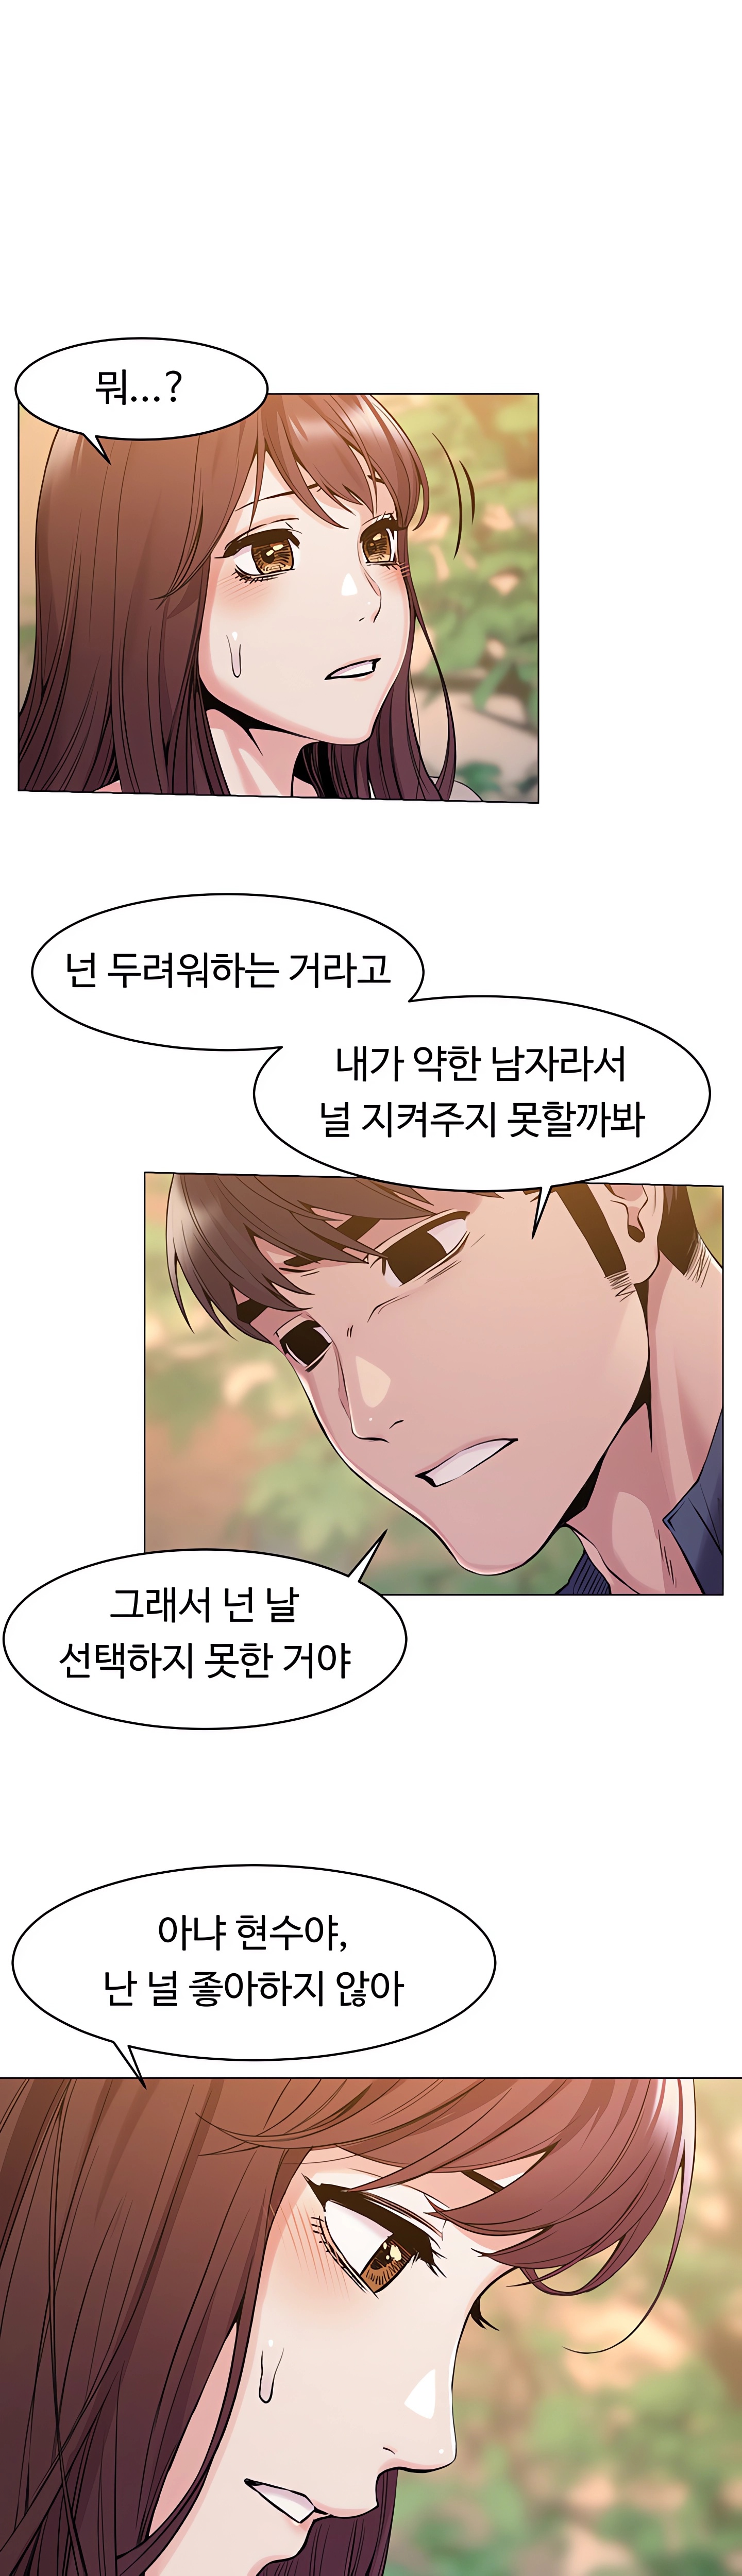 뭐...?
넌 두려워하는 거라고
내가 약한 남자라서
널 지켜주지 못할까봐
그래서 넌 날
선택하지 못한 거야
아냐 현수야,
난 널 좋아하지 않아